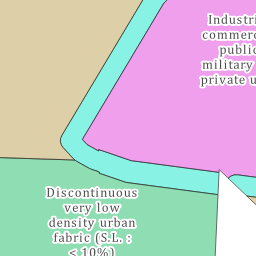 Industri
commerc
public
military
private u
Discontinuous
very low
density urban
fabric (S.L. :
< 10%)